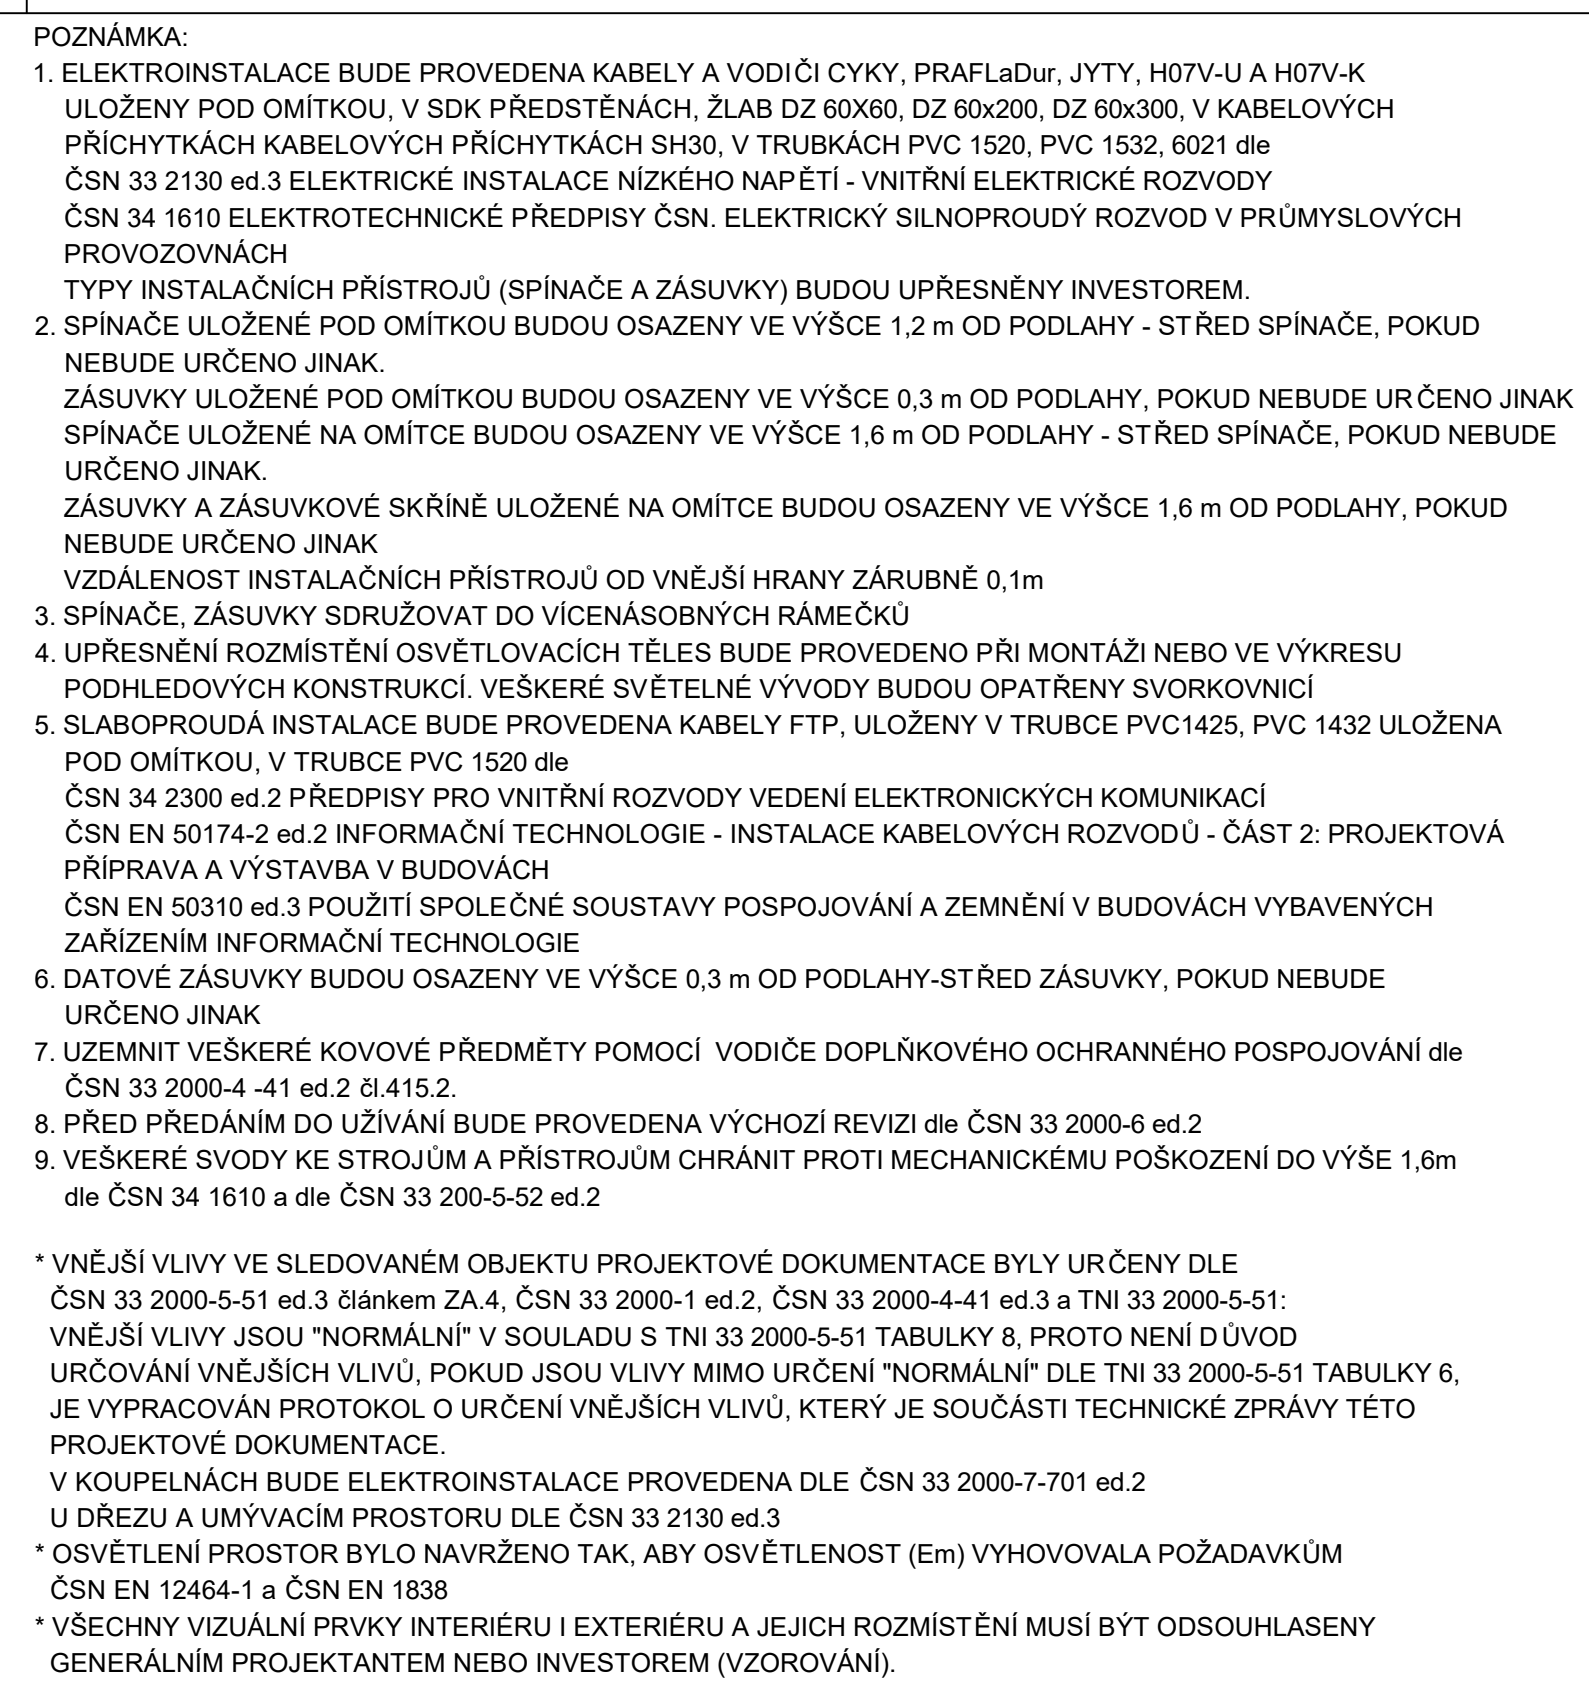 POZNÁMKA:
1. ELEKTROINSTALACE BUDE PROVEDENA KABELY A VODIČI CYKY, PRAFLaDur, JYTY, H07V-U A H07V-K
ULOŽENY POD OMÍTKOU, V SDK PŘEDSTĚNÁCH, ŽLAB DZ 60X60, DZ 60x200, DZ 60x300, V KABELOVÝCH
PŘÍCHYTKÁCH KABELOVÝCH PŘÍCHYTKÁCH SH30, V TRUBKÁCH PVC 1520, PVC 1532, 6021 dle
ČSN 33 2130 ed.3 ELEKTRICKÉ INSTALACE NÍZKÉHO NAPĚTÍ - VNITŘNÍ ELEKTRICKÉ ROZVODY
ČSN 34 1610 ELEKTROTECHNICKÉ PŘEDPISY ČSN. ELEKTRICKÝ SILNOPROUDÝ ROZVOD V PRŮMYSLOVÝCH
PROVOZOVNÁCH
TYPY INSTALAČNÍCH PŘÍSTROJŮ (SPÍNAČE A ZÁSUVKY) BUDOU UPŘESNĚNY INVESTOREM.
2. SPÍNAČE ULOŽENÉ POD OMÍTKOU BUDOU OSAZENY VE VÝŠCE 1,2 m OD PODLAHY - STŘED SPÍNAČE, POKUD
NEBUDE URČENO JINAK.
ZÁSUVKY ULOŽENÉ POD OMÍTKOU BUDOU OSAZENY VE VÝŠCE 0,3 m OD PODLAHY, POKUD NEBUDE URČENO JINAK
SPÍNAČE ULOŽENÉ NA OMÍTCE BUDOU OSAZENY VE VÝŠCE 1,6 m OD PODLAHY - STŘED SPÍNAČE, POKUD NEBUDE
URČENO JINAK.
ZÁSUVKY A ZÁSUVKOVÉ SKŘÍNĚ ULOŽENÉ NA OMÍTCE BUDOU OSAZENY VE VÝŠCE 1,6 m OD PODLAHY, POKUD
NEBUDE URČENO JINAK
VZDÁLENOST INSTALAČNÍCH PŘÍSTROJŮ OD VNĚJŠÍ HRANY ZÁRUBNĚ 0,1m
3. SPÍNAČE, ZÁSUVKY SDRUŽOVAT DO VÍCENÁSOBNÝCH RÁMEČKŮ
4. UPŘESNĚNÍ ROZMÍSTĚNÍ OSVĚTLOVACÍCH TĚLES BUDE PROVEDENO PŘI MONTÁŽI NEBO VE VÝKRESU
PODHLEDOVÝCH KONSTRUKCÍ. VEŠKERÉ SVĚTELNÉ VÝVODY BUDOU OPATŘENY SVORKOVNICÍ
5. SLABOPROUDÁ INSTALACE BUDE PROVEDENA KABELY FTP, ULOŽENY V TRUBCE PVC1425, PVC 1432 ULOŽENA
POD OMÍTKOU, V TRUBCE PVC 1520 dle
ČSN 34 2300 ed.2 PŘEDPISY PRO VNITŘNÍ ROZVODY VEDENÍ ELEKTRONICKÝCH KOMUNIKACÍ
ČSN EN 50174-2 ed.2 INFORMAČNÍ TECHNOLOGIE - INSTALACE KABELOVÝCH ROZVODŮ - ČÁST 2: PROJEKTOVÁ
PŘÍPRAVA A VÝSTAVBA V BUDOVÁCH
ČSN EN 50310 ed.3 POUŽITÍ SPOLEČNÉ SOUSTAVY POSPOJOVÁNÍ A ZEMNĚNÍ V BUDOVÁCH VYBAVENÝCH
ZAŘÍZENÍM INFORMAČNÍ TECHNOLOGIE
6. DATOVÉ ZÁSUVKY BUDOU OSAZENY VE VÝŠCE 0,3 m OD PODLAHY-STŘED ZÁSUVKY, POKUD NEBUDE
URČENO JINAK
7. UZEMNIT VEŠKERÉ KOVOVÉ PŘEDMĚTY POMOCÍ VODIČE DOPLŇKOVÉHO OCHRANNÉHO POSPOJOVÁNÍ dle
ČSN 33 2000-4 -41 ed.2 čl.415.2.
8. PŘED PŘEDÁNÍM DO UŽÍVÁNÍ BUDE PROVEDENA VÝCHOZÍ REVIZI dle ČSN 33 2000-6 ed.2
9. VEŠKERÉ SVODY KE STROJŮM A PŘÍSTROJŮM CHRÁNIT PROTI MECHANICKÉMU POŠKOZENÍ DO VÝŠE 1,6m
dle ČSN 34 1610 a dle ČSN 33 200-5-52 ed.2
* VNĚJŠÍ VLIVY VE SLEDOVANÉM OBJEKTU PROJEKTOVÉ DOKUMENTACE BYLY URČENY DLE
ČSN 33 2000-5-51 ed.3 článkem ZA.4, ČSN 33 2000-1 ed.2, ČSN 33 2000-4-41 ed.3 a TNI 33 2000-5-51:
VNĚJŠÍ VLIVY JSOU "NORMÁLNÍ" V SOULADU S TNI 33 2000-5-51 TABULKY 8, PROTO NENÍ DŮVOD
URČOVÁNÍ VNĚJŠÍCH VLIVŮ, POKUD JSOU VLIVY MIMO URČENÍ "NORMÁLNÍ" DLE TNI 33 2000-5-51 TABULKY 6,
JE VYPRACOVÁN PROTOKOL O URČENÍ VNĚJŠÍCH VLIVŮ, KTERÝ JE SOUČÁSTI TECHNICKÉ ZPRÁVY TÉTO
PROJEKTOVÉ DOKUMENTACE.
V KOUPELNÁCH BUDE ELEKTROINSTALACE PROVEDENA DLE ČSN 33 2000-7-701 ed.2
U DŘEZU A UMÝVACÍM PROSTORU DLE ČSN 33 2130 ed.3
* OSVĚTLENÍ PROSTOR BYLO NAVRŽENO TAK, ABY OSVĚTLENOST (Em) VYHOVOVALA POŽADAVKŮM
ČSN EN 12464-1 a ČSN EN 1838
* VŠECHNY VIZUÁLNÍ PRVKY INTERIÉRU I EXTERIÉRU A JEJICH ROZMÍSTĚNÍ MUSÍ BÝT ODSOUHLASENY
GENERÁLNÍM PROJEKTANTEM NEBO INVESTOREM (VZOROVÁNÍ).